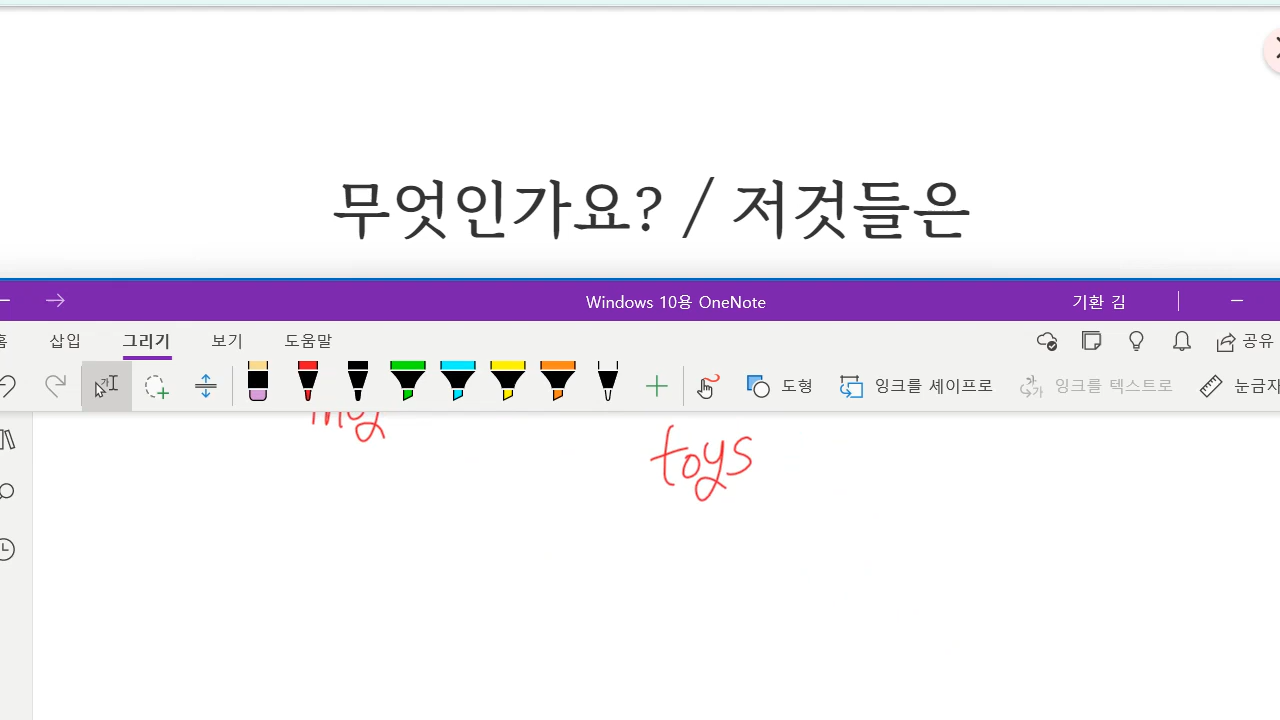 무엇인가요? / 저것들은
Windows 10용 OneNote
기환 김
삽입 그리기 보기 도움말
공유
도형 잉크를 셰이프로 잉크를 텍스트로
toys